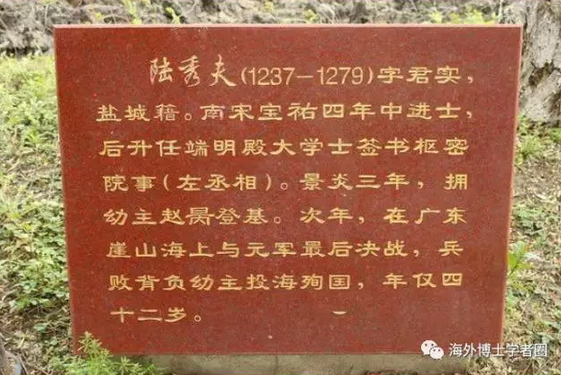 陆秀夫(1237-1279)字君实，
盐城籍。南宋宝祐四年中进士，
后升任端明殿大学士签书枢密
院事(左丞相)。景炎三年，拥
幼主赵昺登基。次年，在广东
崖山海上与元军最后决战，兵
败背负幼主投海殉国，年仅四
十二岁。
海外博士学者圈